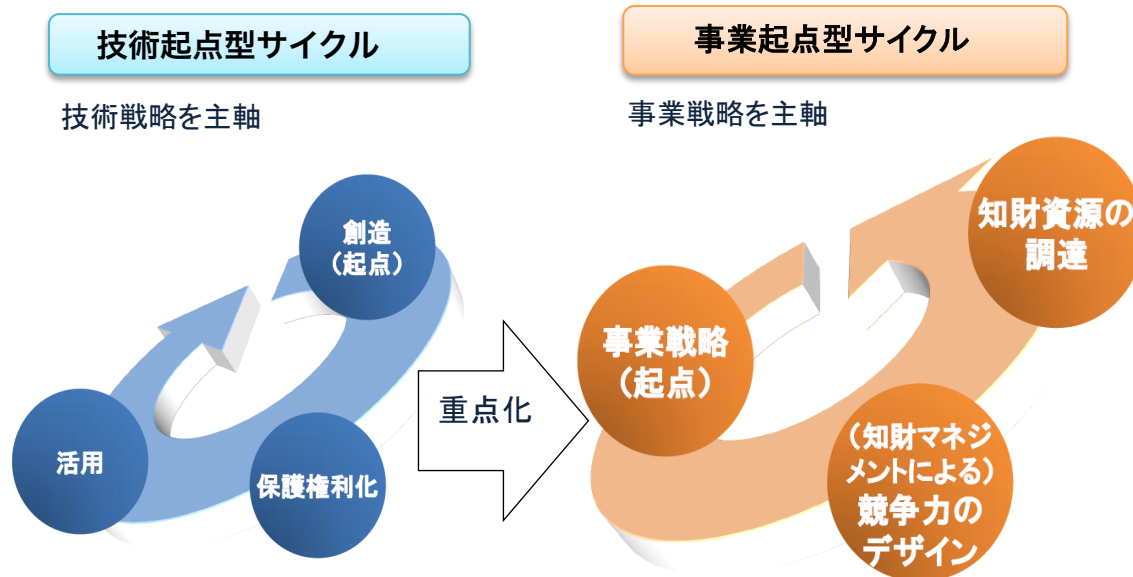 技術起点型サイクル
技術戦略を主軸
創造
（起点）
活用
保護権利化
重点化
事業起点型サイクル
事業戦略を主軸
知財資源の
調達
事業戦略
（起点）
（知財マネジ
メントによる）
競争力の
デザイン